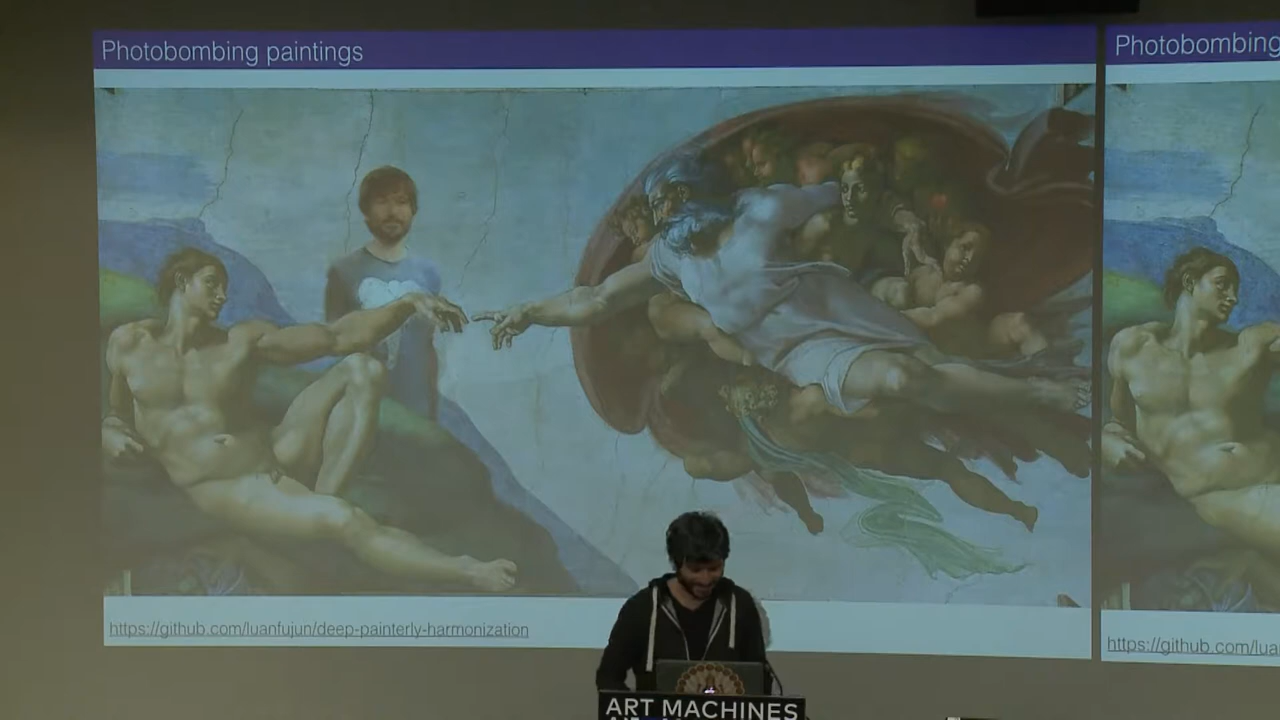 Photobombing paintings
Photobombing
https://github.com/luanfujun/deep-painterly-harmonization
https://github.com/lua
ART MACHINES